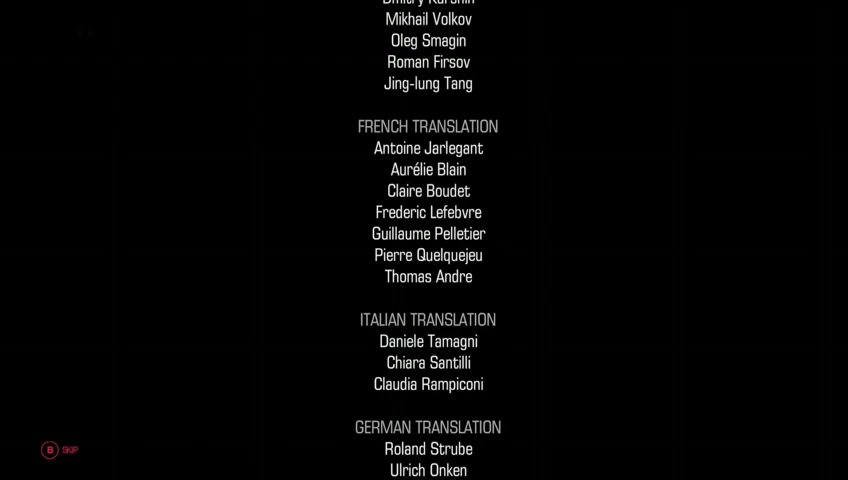 Mikhail Volkov
Oleg Smagin
Roman Firsov
Jing-lung Tang
FRENCH TRANSLATION
Antoine Jarlegant
Aurélie Blain
Claire Boudet
Frederic Lefebvre
Guillaume Pelletier
Pierre Quelquejeu
Thomas Andre
ITALIAN TRANSLATION
Daniele Tamagni
Chiara Santilli
Claudia Rampiconi
GERMAN TRANSLATION
Roland Strube
Ulrich Onken
B SKIP